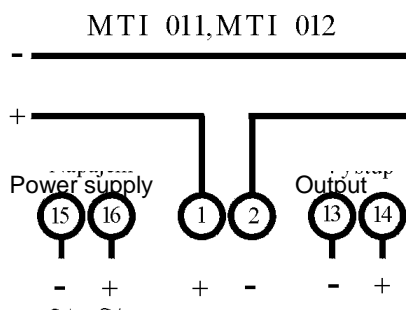 MTI 011,MTI 012
-
+
Power supply Output
15 16 1 2 13 14
- + + - - +